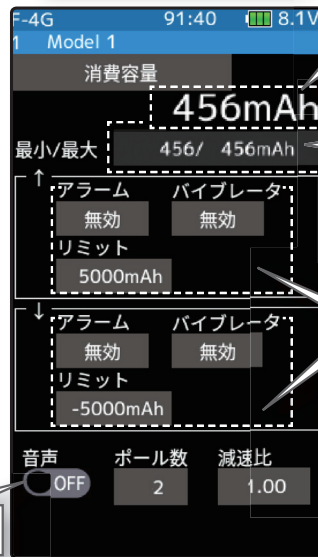 F-4G 91:40 8.1V
1 Model 1
消費容量
456mAh
最小/最大 456/ 456mAh
↑
アラーム バイブレータ
無効 無効
リミット
5000mAh
↓
アラーム バイブレータ
無効 無効
リミット
-5000mAh
音声 ポール数 減速比
OFF 2 1.00